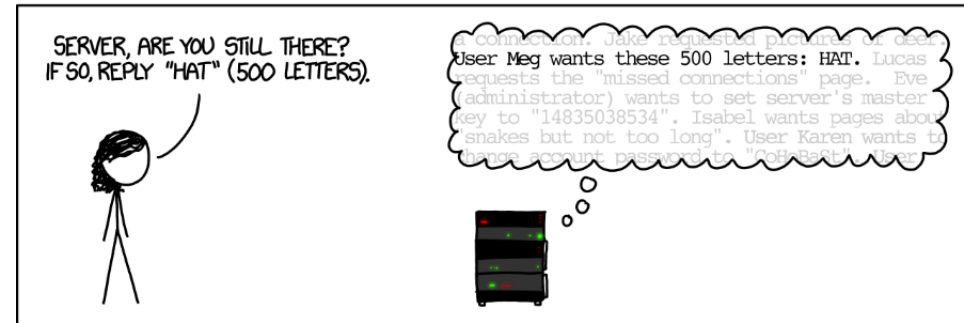 SERVER, ARE YOU STILL THERE?
IF SO, REPLY "HAT" (500 LETTERS).
a connection. Jake requested pictures of deer.
User Meg wants these 500 letters: HAT. Lucas
requests the "missed connections" page. Eve
(administrator) wants to set server's master
key to "14835038534". Isabel wants pages about
"snakes but not too long". User Karen wants to
change account password to "CoHoBaSt". User